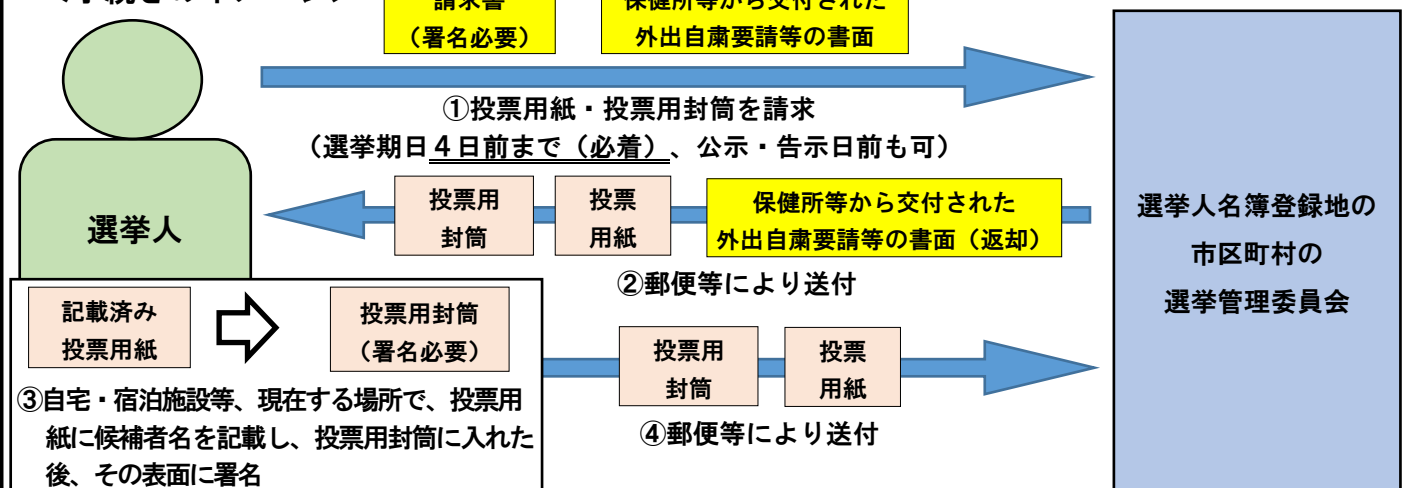 請求書
(署名必要)
保健所等から交付された
外出自粛要請等の書面
①投票用紙・投票用封筒を請求
(選挙期日4日前まで(必着)、公示・告示日前も可)
選挙人
投票用
封筒
投票
用紙
保健所等から交付された
外出自粛要請等の書面(返却)
②郵便等により送付
選挙人名簿登録地の
市区町村の
選挙管理委員会
記載済み
投票用紙
投票用封筒
(署名必要)
③自宅・宿泊施設等、現在する場所で、投票用
紙に候補者名を記載し、投票用封筒に入れた
後、その表面に署名
投票用
封筒
投票
用紙
④郵便等により送付